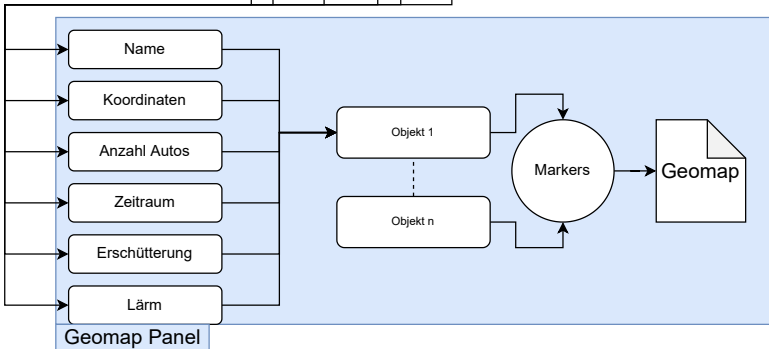 Name
Koordinaten
Anzahl Autos
Zeitraum
Erschütterung
Lärm
Objekt 1
Objekt n
Markers
Geomap
Geomap Panel